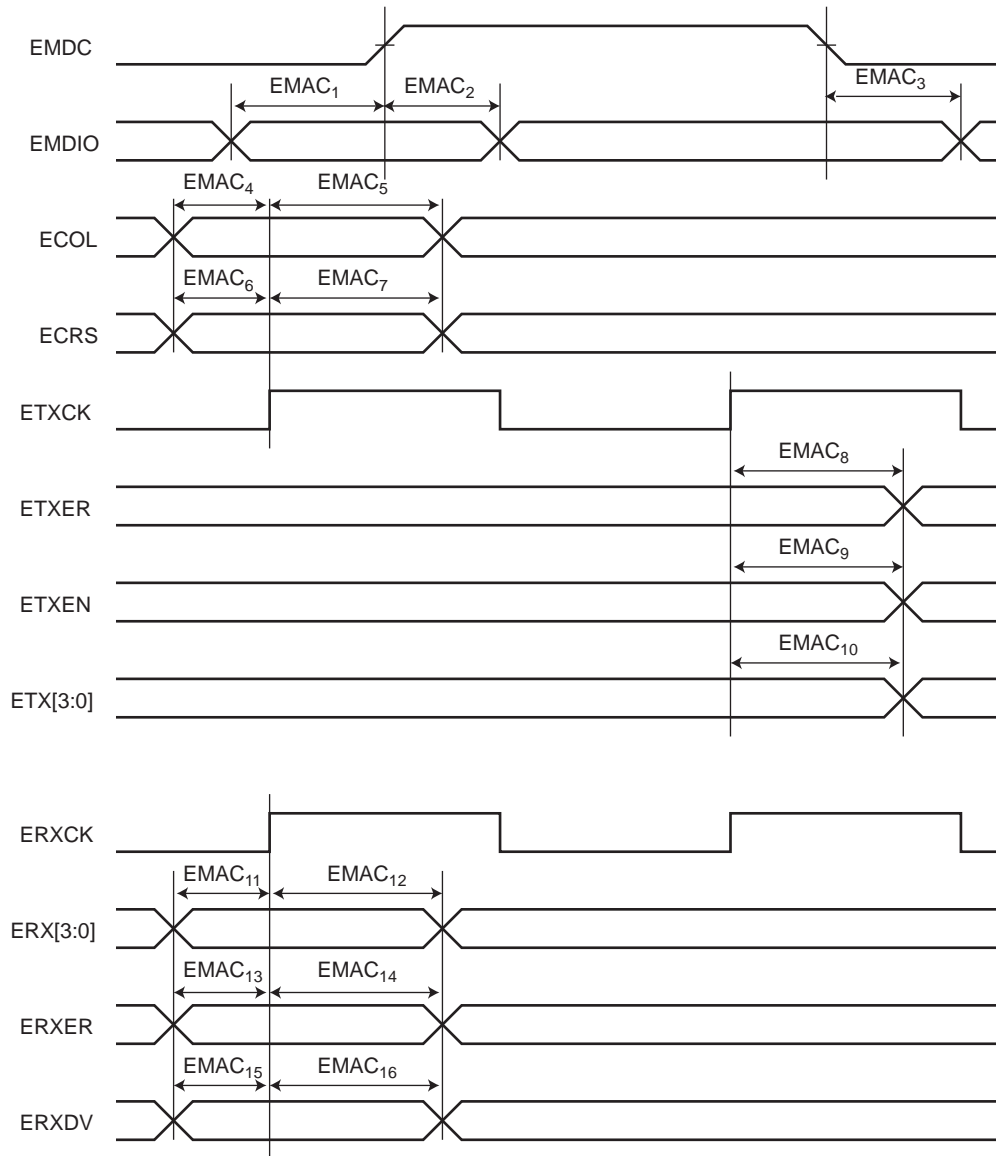 EMDC
EMAC1 EMAC2 EMAC3
EMDIO
EMAC4 EMAC5
ECOL
EMAC6 EMAC7
ECRS
ETXCK
EMAC8
ETXER
EMAC9
ETXEN
EMAC10
ETX[3:0]
ERXCK
EMAC11 EMAC12
ERX[3:0]
EMAC13 EMAC14
ERXER
EMAC15 EMAC16
ERXDV